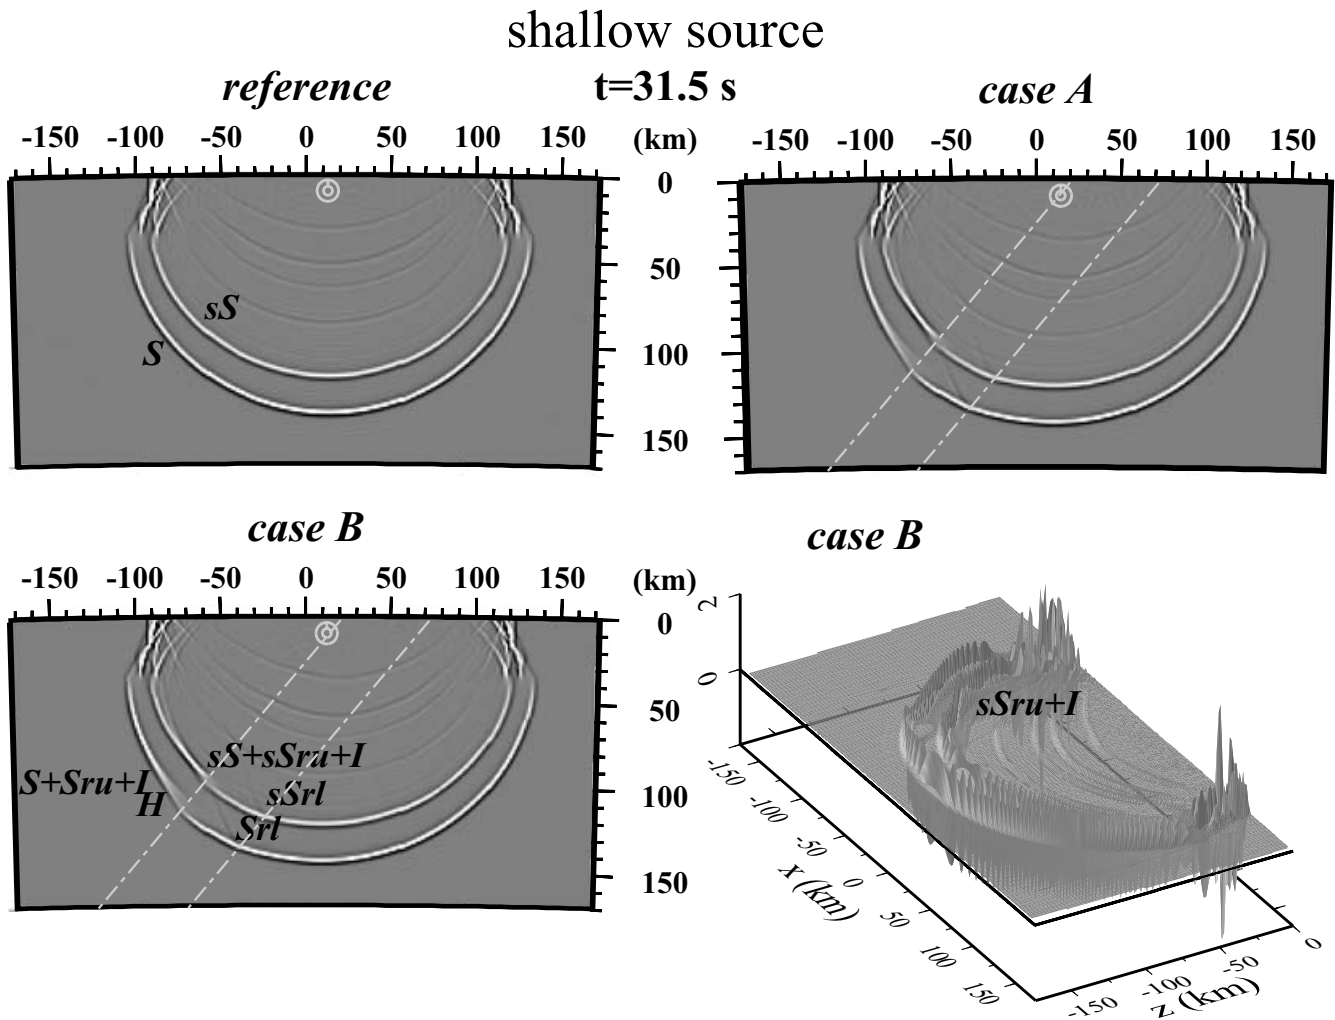 shallow source
reference
t=31.5 s
case A
-150 -100 -50 0 50 100 150
(km)
-150 -100 -50 0 50 100 150
0
50
100
150
sS
S
case B
case B
-150 -100 -50 0 50 100 150
(km)
0
50
100
150
sS+sSru+I
S+Sru+I
H
sSrl
Srl
2
0
sSru+I
-150
-100
-50
0
50
100
150
x (km)
0
-50
-100
-150
z (km)